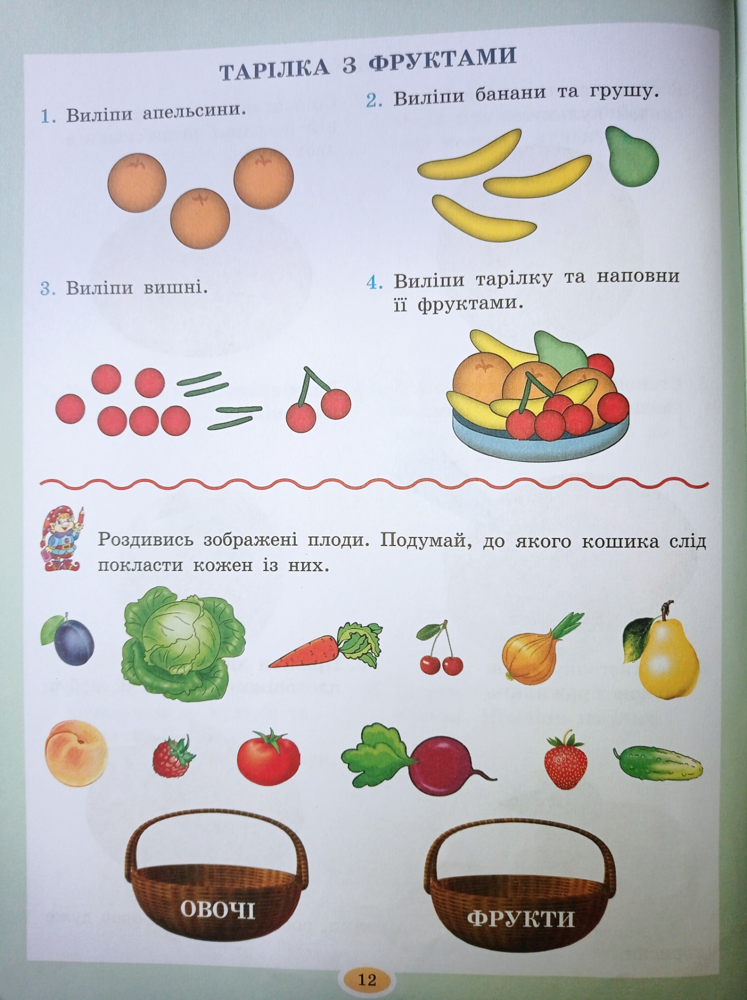 ТАРІЛКА З ФРУКТАМИ
1. Виліпи апельсини.
2. Виліпи банани та грушу.
3. Виліпи вишні.
4. Виліпи тарілку та наповни
її фруктами.
Роздивись зображені плоди. Подумай, до якого кошика слід
покласти кожен із них.
ОВОЧІ
ФРУКТИ
12